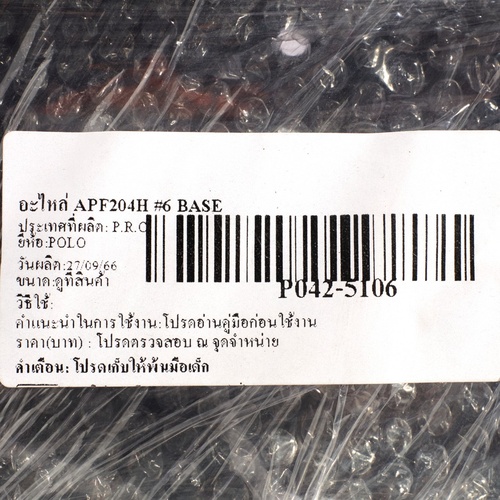 อะไหล่ APF204H #6 BASE
ประเทศที่ผลิต: P.R.C
ยี่ห้อ:POLO
วันผลิต:27/09/66
ขนาด:ดูที่สินค้า
P042-5106
วิธีใช้:
คำแนะนำในการใช้งาน:โปรดอ่านคู่มือก่อนใช้งาน
ราคา(บาท) : โปรดตรวจสอบ ณ จุดจำหน่าย
คำเตือน: โปรดเก็บให้พ้นมือเด็ก